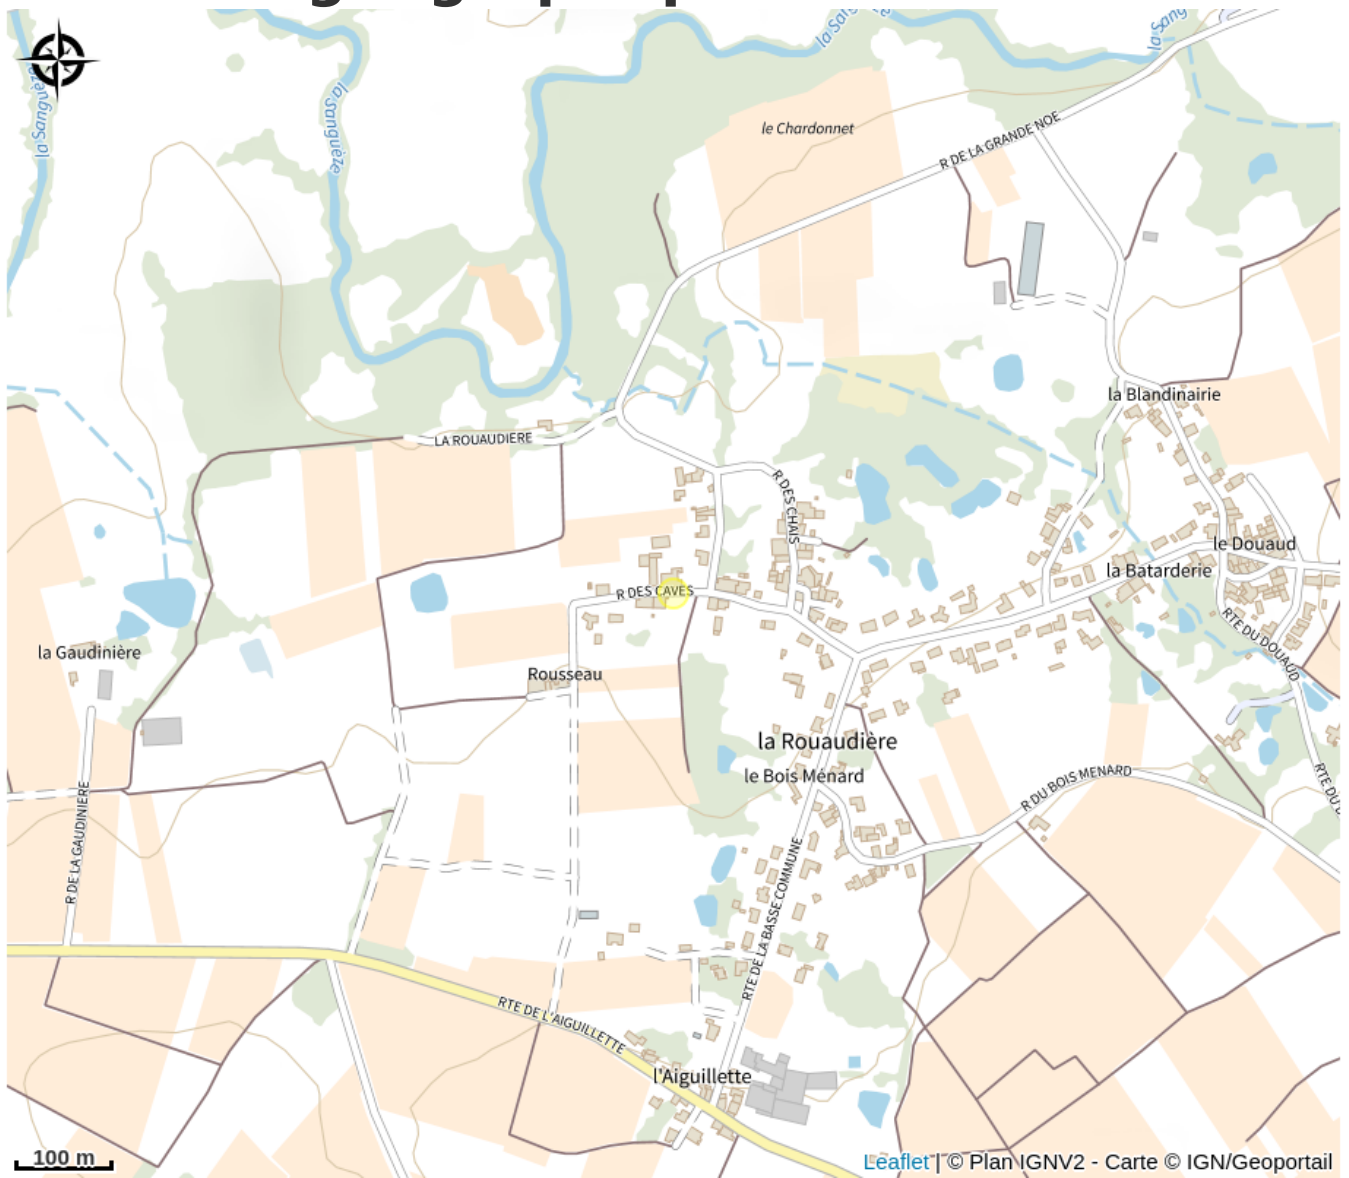 la Sanguèze
la sanguèze
la Sang
le Chardonnet
R DE LA GRANDE NOE
la Blandinairie
LA ROUAUDIERE
R DES CHAIS
le Douaud
la Batarderie
R DES CAVES
RTE DU DOUAUD
la Gaudinière
Rousseau
la Rouaudière
le Bois Ménard
R DU BOIS MENARD
RTE DU D
R DE LA GAUDINIERE
RTE DE LA BASSE COMMUNE
RTE DE L'AIGUILLETTE
l'Aiguillette
100 m
Leaflet | © Plan IGNV2 - Carte © IGN/Geoportail